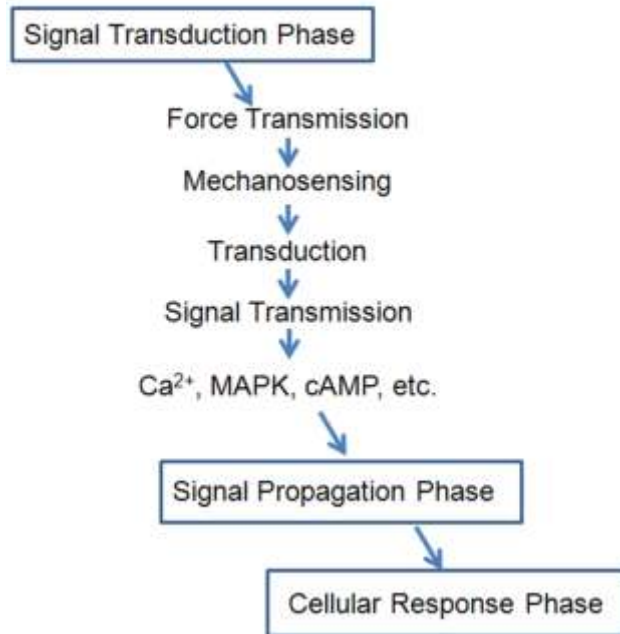 Signal Transduction Phase
Force Transmission
Mechanosensing
Transduction
Signal Transmission
Ca²⁺, MAPK, cAMP, etc.
Signal Propagation Phase
Cellular Response Phase